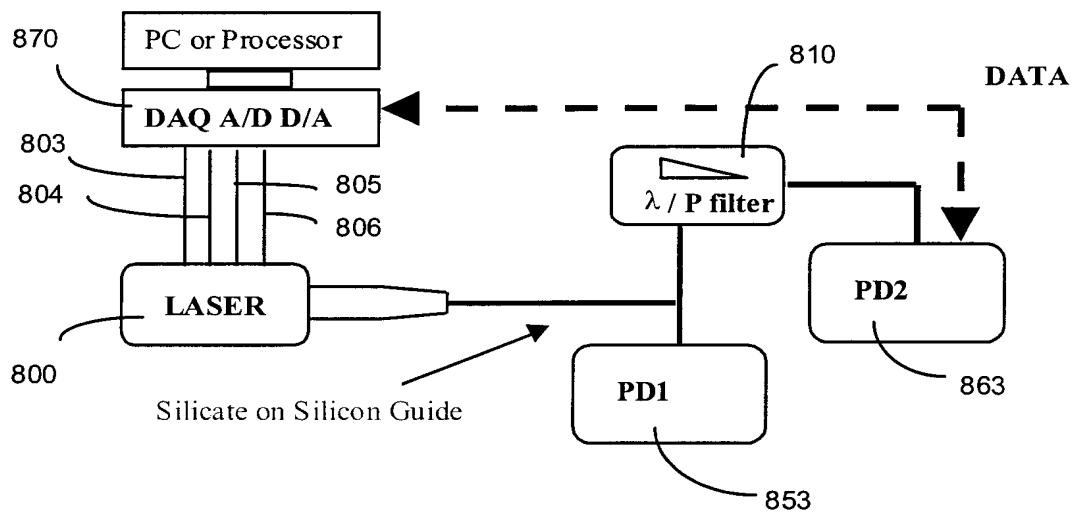 870
PC or Processor
810
DATA
DAQ A/D D/A
803
804
805
806
λ / P filter
LASER
PD2
800
863
Silicate on Silicon Guide
PD1
853